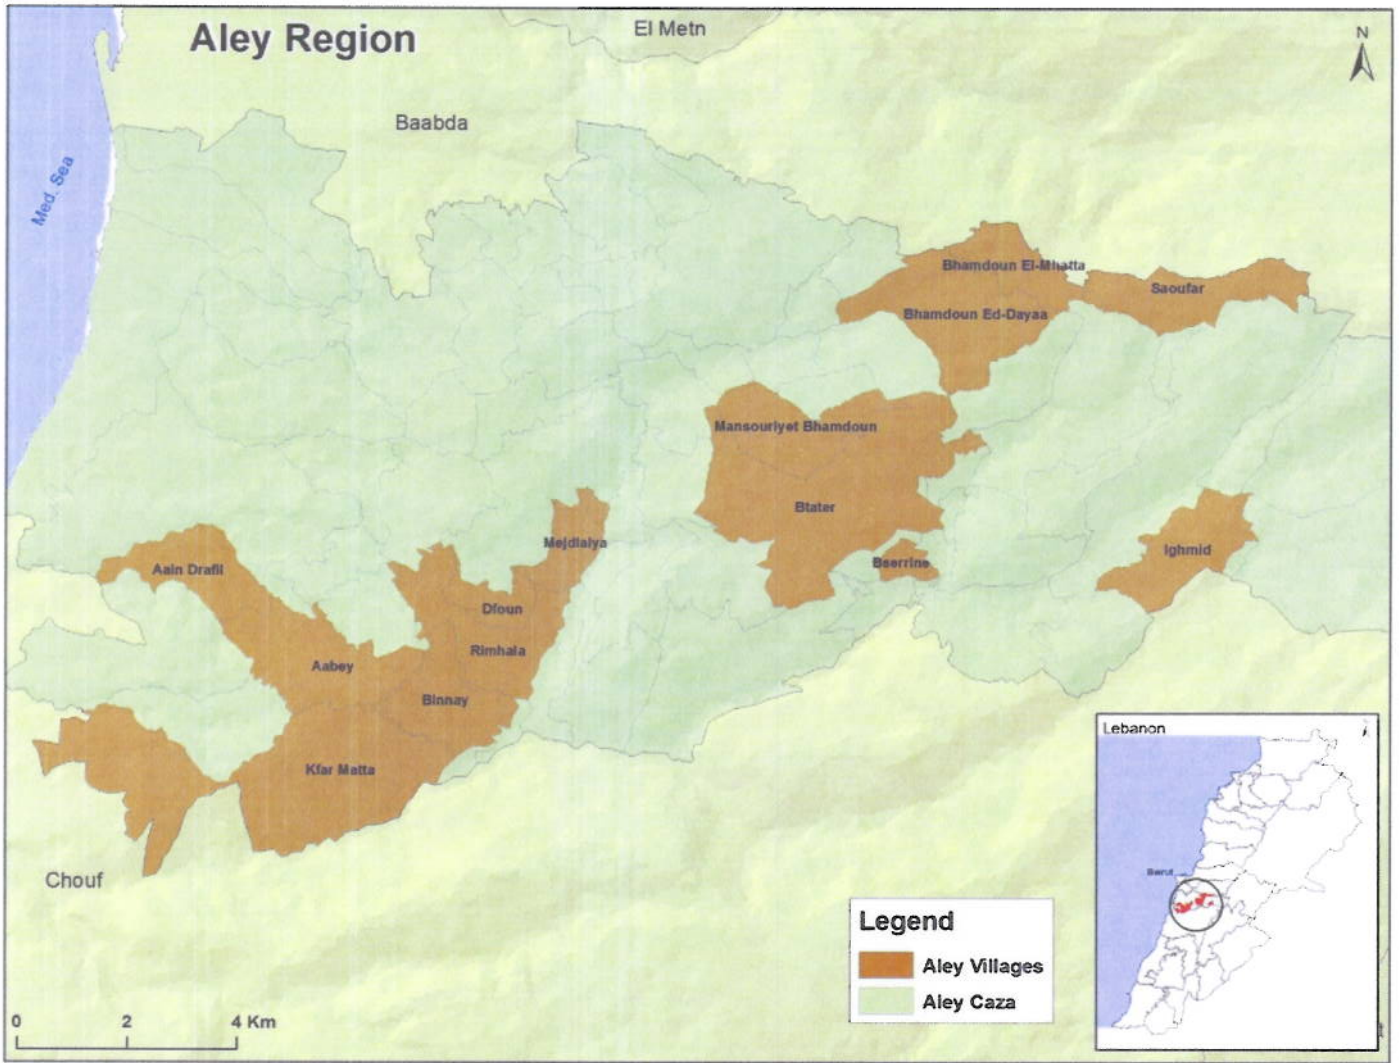 Aley Region
El Metn
N
Baabda
Med. Sea
Bhamdoun El-Mhatta
Saoufar
Bhamdoun Ed-Dayaa
Mansouriyet Bhamdoun
Btater
Mejdlaiya
Ighmid
Bserrine
Aain Drafil
Dfoun
Rimhala
Aabey
Binnay
Kfar Matta
Chouf
Lebanon
Beirut
Legend
Aley Villages
Aley Caza
0 2 4 Km